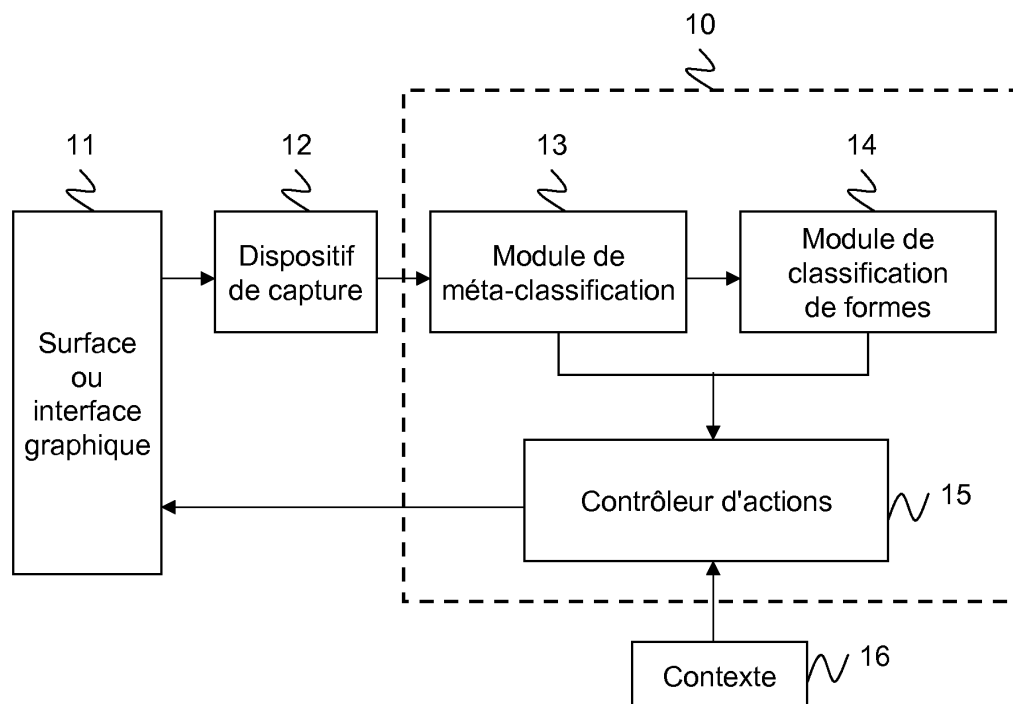 10
11
12
13
14
Surface
ou
interface
graphique
Dispositif
de capture
Module de
méta-classification
Module de
classification
de formes
Contrôleur d'actions
15
Contexte
16